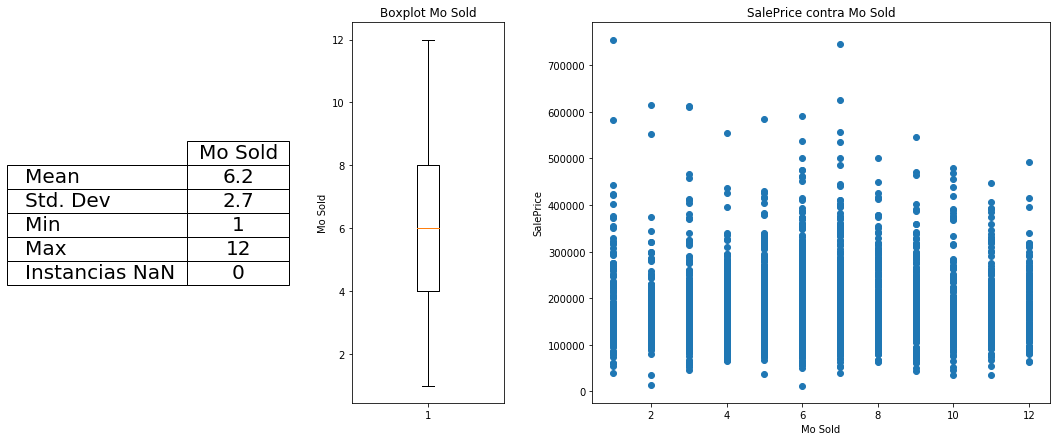 Mo Sold
Mean 6.2
Std. Dev 2.7
Min 1
Max 12
Instancias NaN 0
Boxplot Mo Sold
12
10
8
6
4
2
Mo Sold
1
SalePrice contra Mo Sold
700000
600000
500000
400000
300000
200000
100000
0
SalePrice
2 4 6 8 10 12
Mo Sold